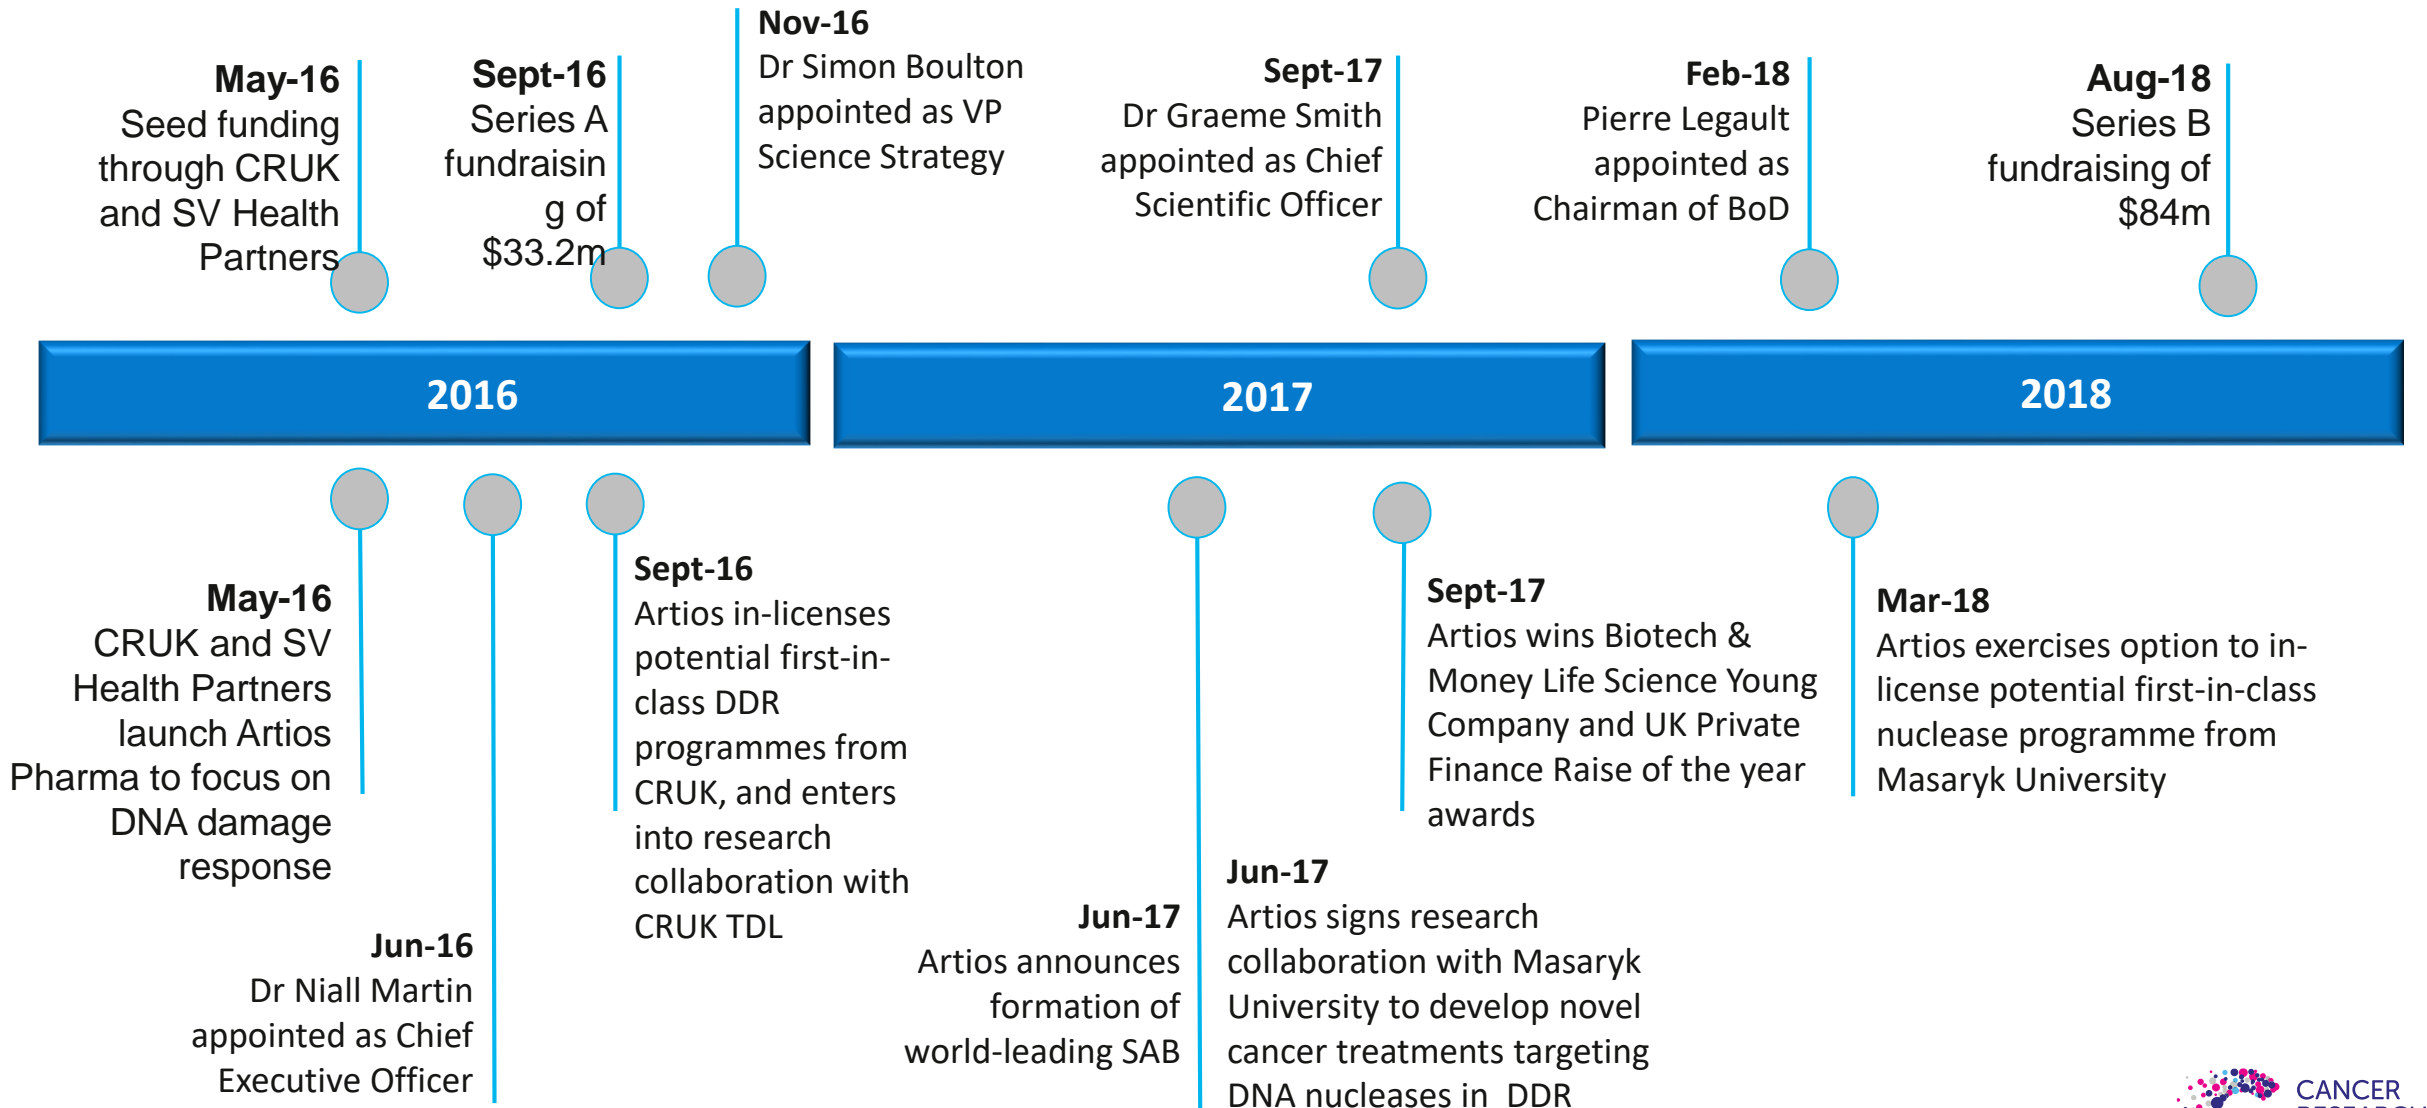 May-16
Seed funding
through CRUK
and SV Health
Partners
Sept-16
Series A
fundraisin
g of
$33.2m
Nov-16
Dr Simon Boulton
appointed as VP
Science Strategy
Sept-17
Dr Graeme Smith
appointed as Chief
Scientific Officer
Feb-18
Pierre Legault
appointed as
Chairman of BoD
Aug-18
Series B
fundraising of
$84m
2016
2017
2018
May-16
CRUK and SV
Health Partners
launch Artios
Pharma to focus on
DNA damage
response
Jun-16
Dr Niall Martin
appointed as Chief
Executive Officer
Sept-16
Artios in-licenses
potential first-in-
class DDR
programmes from
CRUK, and enters
into research
collaboration with
CRUK TDL
Jun-17
Artios announces
formation of
world-leading SAB
Jun-17
Artios signs research
collaboration with Masaryk
University to develop novel
cancer treatments targeting
DNA nucleases in  DDR
Sept-17
Artios wins Biotech &
Money Life Science Young
Company and UK Private
Finance Raise of the year
awards
Mar-18
Artios exercises option to in-
license potential first-in-class
nuclease programme from
Masaryk University
CANCER
RESEARCH